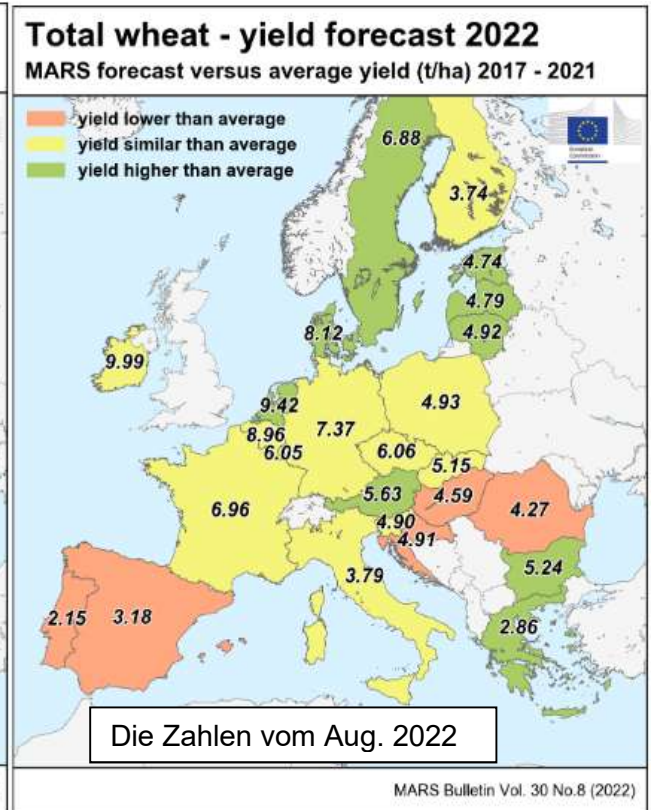 Total wheat - yield forecast 2022
MARS forecast versus average yield (t/ha) 2017 - 2021
yield lower than average
yield similar than average
yield higher than average
European
Commission
6.88
3.74
4.74
4.79
4.92
8.12
9.99
9.42
8.96
6.05
7.37
4.93
6.06
5.15
6.96
5.63
4.59
4.27
4.90
4.91
3.79
5.24
2.86
2.15
3.18
Die Zahlen vom Aug. 2022
MARS Bulletin Vol. 30 No.8 (2022)